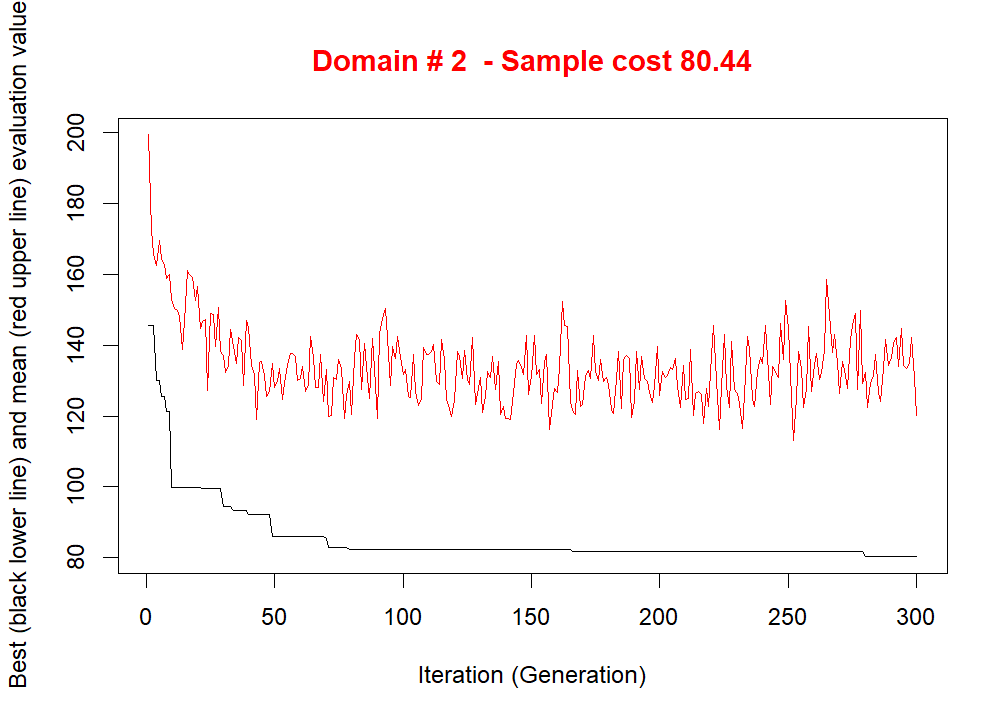 Domain # 2  - Sample cost 80.44
Best (black lower line) and mean (red upper line) evaluation value
200
180
160
140
120
100
80
0 50 100 150 200 250 300
Iteration (Generation)